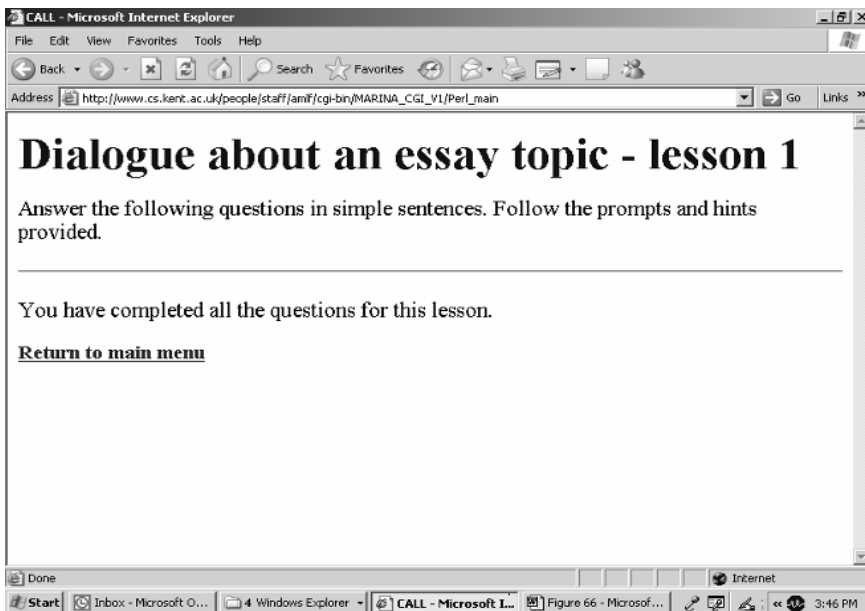 CALL - Microsoft Internet Explorer
File Edit View Favorites Tools Help
Back Search Favorites
Address http://www.cs.kent.ac.uk/people/staff/amlf/cgi-bin/MARINA_CGI_V1/Perl_main Go Links »
Dialogue about an essay topic - lesson 1
Answer the following questions in simple sentences. Follow the prompts and hints
provided.
You have completed all the questions for this lesson.
Return to main menu
Done Internet
Start Inbox - Microsoft O... 4 Windows Explorer CALL - Microsoft I... Figure 66 - Microsof... « 3:46 PM